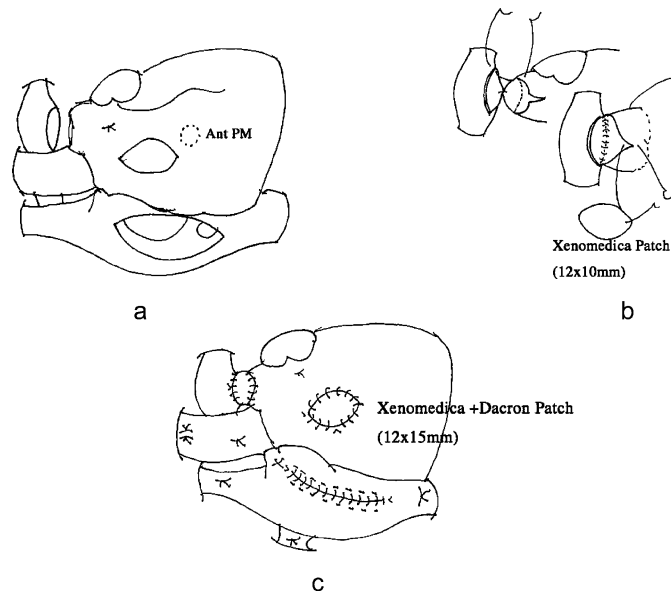 Ant PM
a
Xenomedica Patch
(12x10mm)
b
Xenomedica +Dacron Patch
(12x15mm)
c